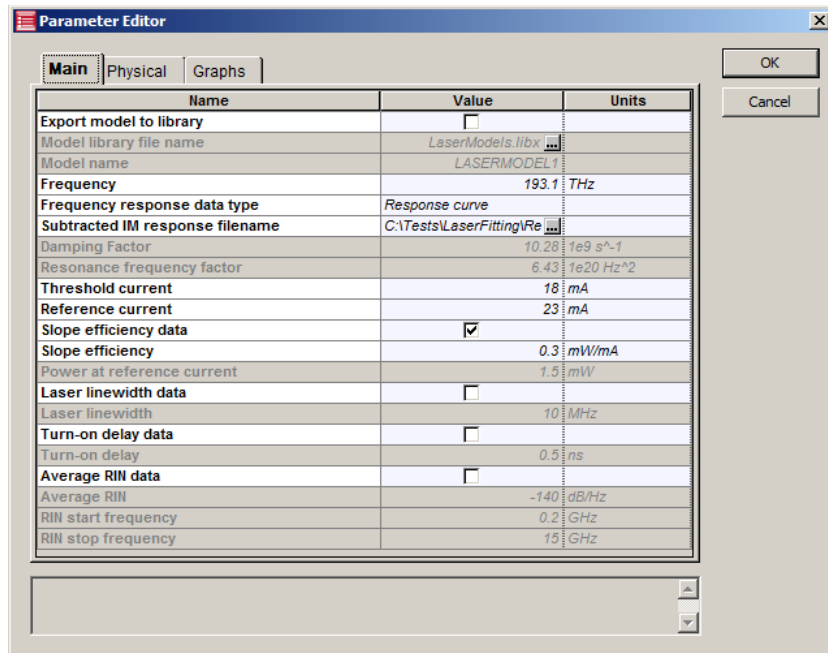 Parameter Editor
Main Physical Graphs
OK
Cancel
Name Value Units
Export model to library
Model library file name LaserModels.libx ...
Model name LASERMODEL1
Frequency 193.1 THz
Frequency response data type Response curve
Subtracted IM response filename C:\Tests\LaserFitting\Re ...
Damping Factor 10.28 1e9 s^-1
Resonance frequency factor 6.43 1e20 Hz^2
Threshold current 18 mA
Reference current 23 mA
Slope efficiency data
Slope efficiency 0.3 mW/mA
Power at reference current 1.5 mW
Laser linewidth data
Laser linewidth 10 MHz
Turn-on delay data
Turn-on delay 0.5 ns
Average RIN data
Average RIN -140 dB/Hz
RIN start frequency 0.2 GHz
RIN stop frequency 15 GHz